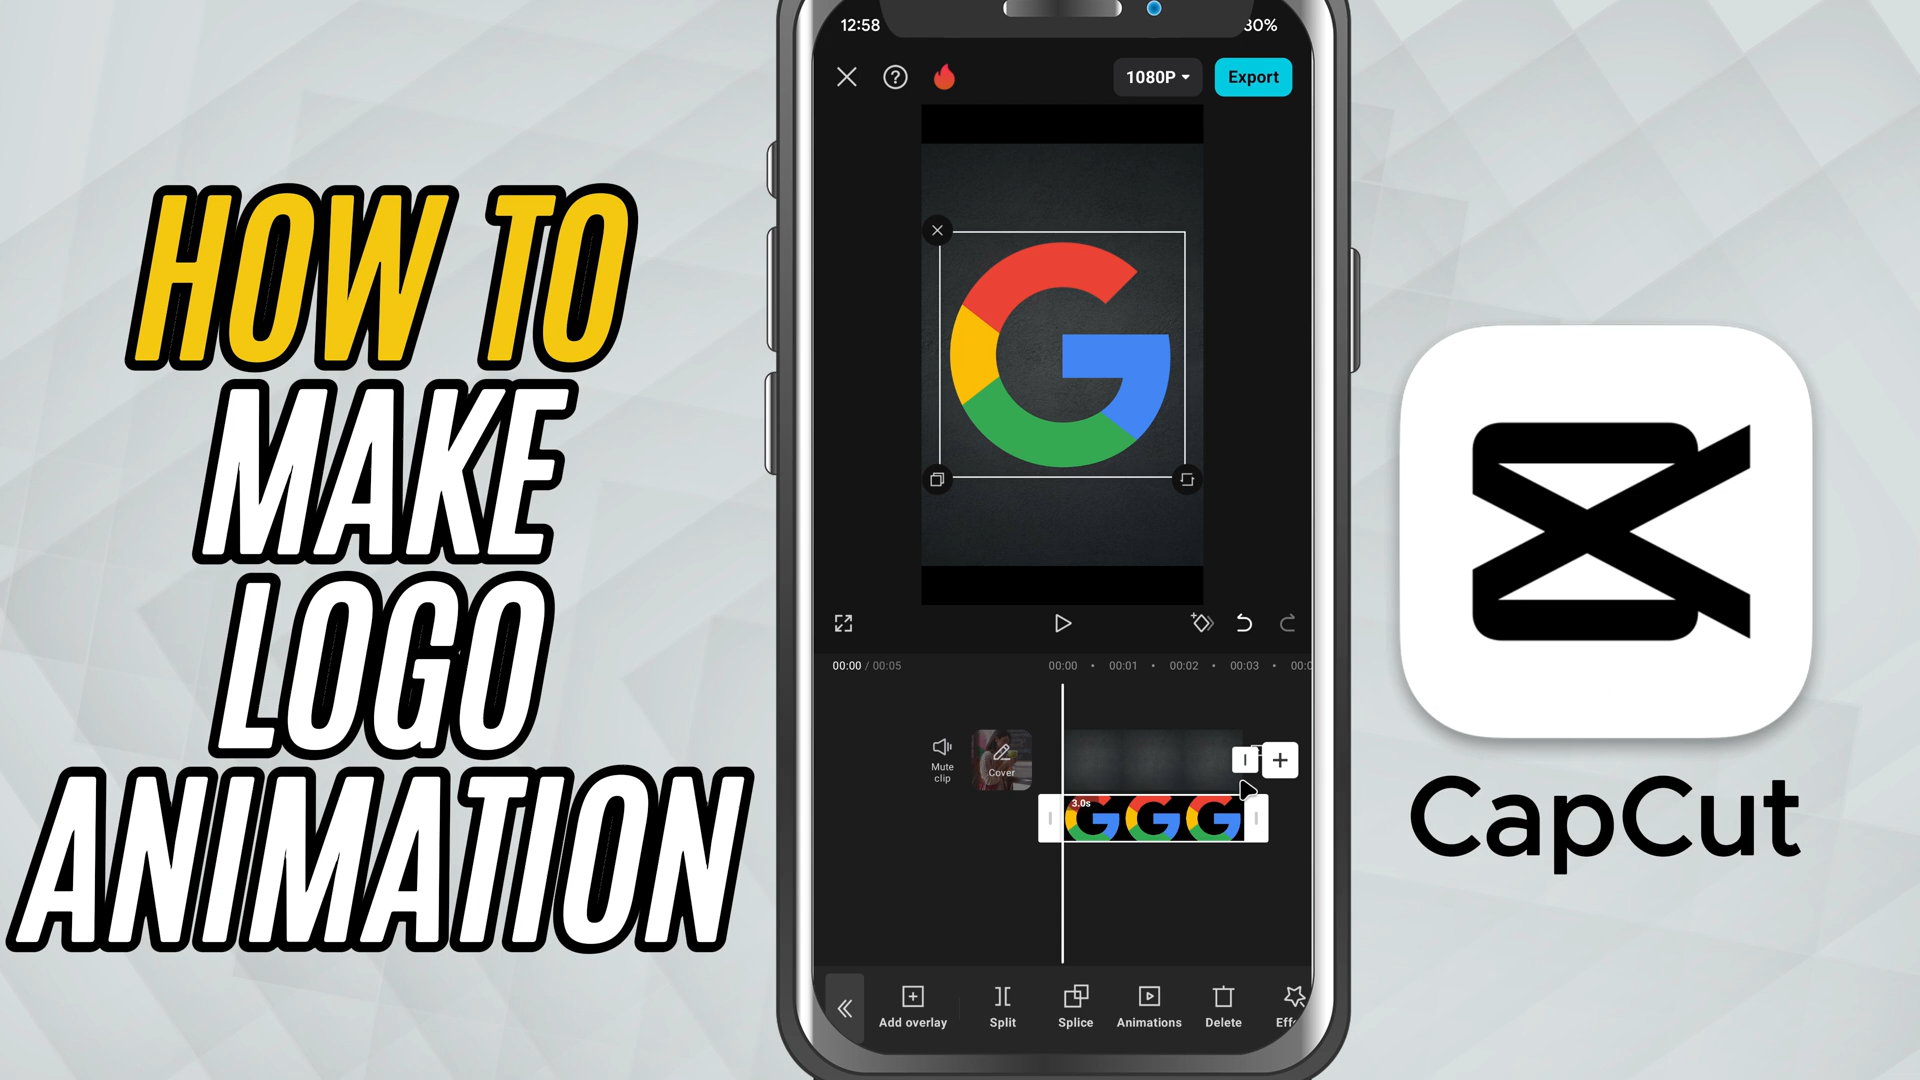 HOW TO
MAKE
LOGO
ANIMATION
12:58
30%
1080P
Export
00:00 / 00:05
00:00 • 00:01 • 00:02 • 00:03 •
Mute
clip
Cover
3.0s
Add overlay
Split
Splice
Animations
Delete
CapCut